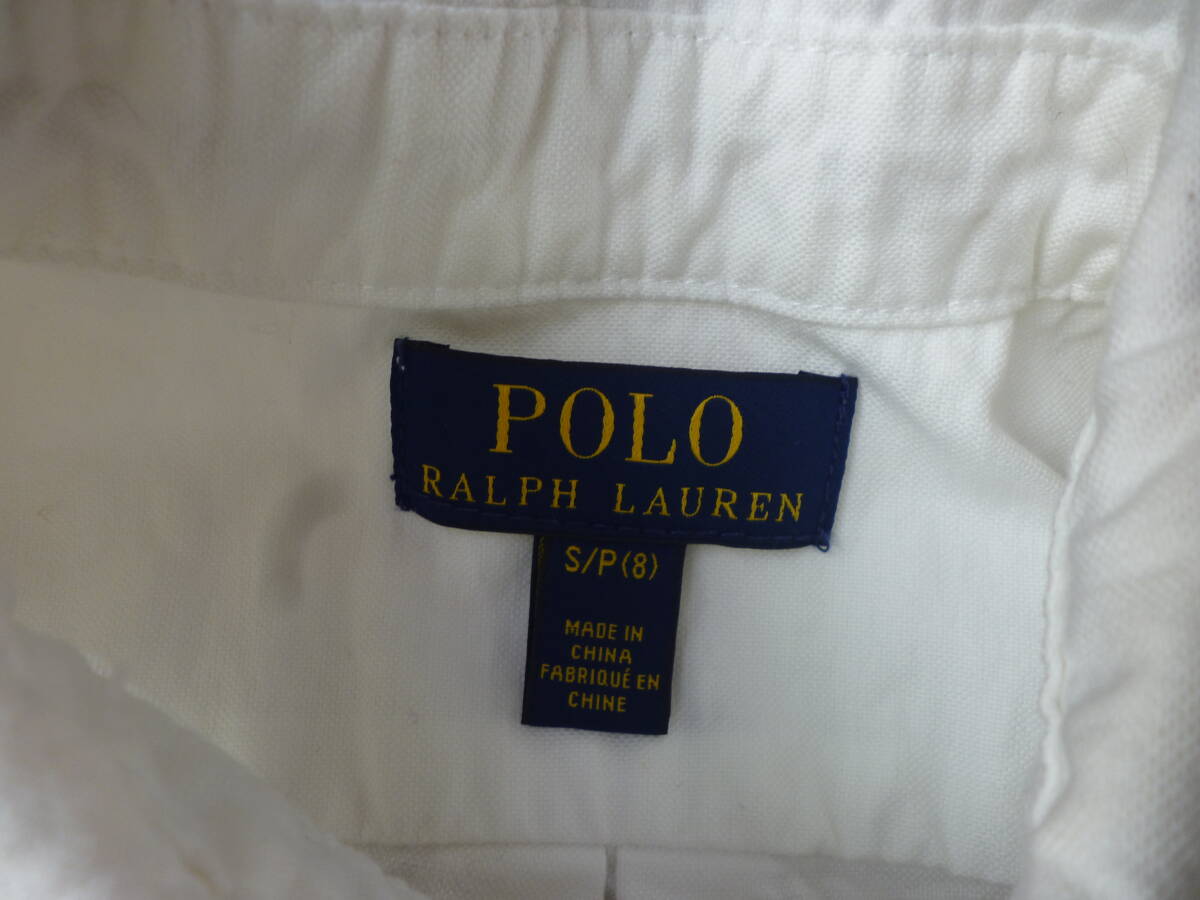 POLO
RALPH LAUREN
S/P(8)
MADE IN
CHINA
FABRIQUÉ EN
CHINE